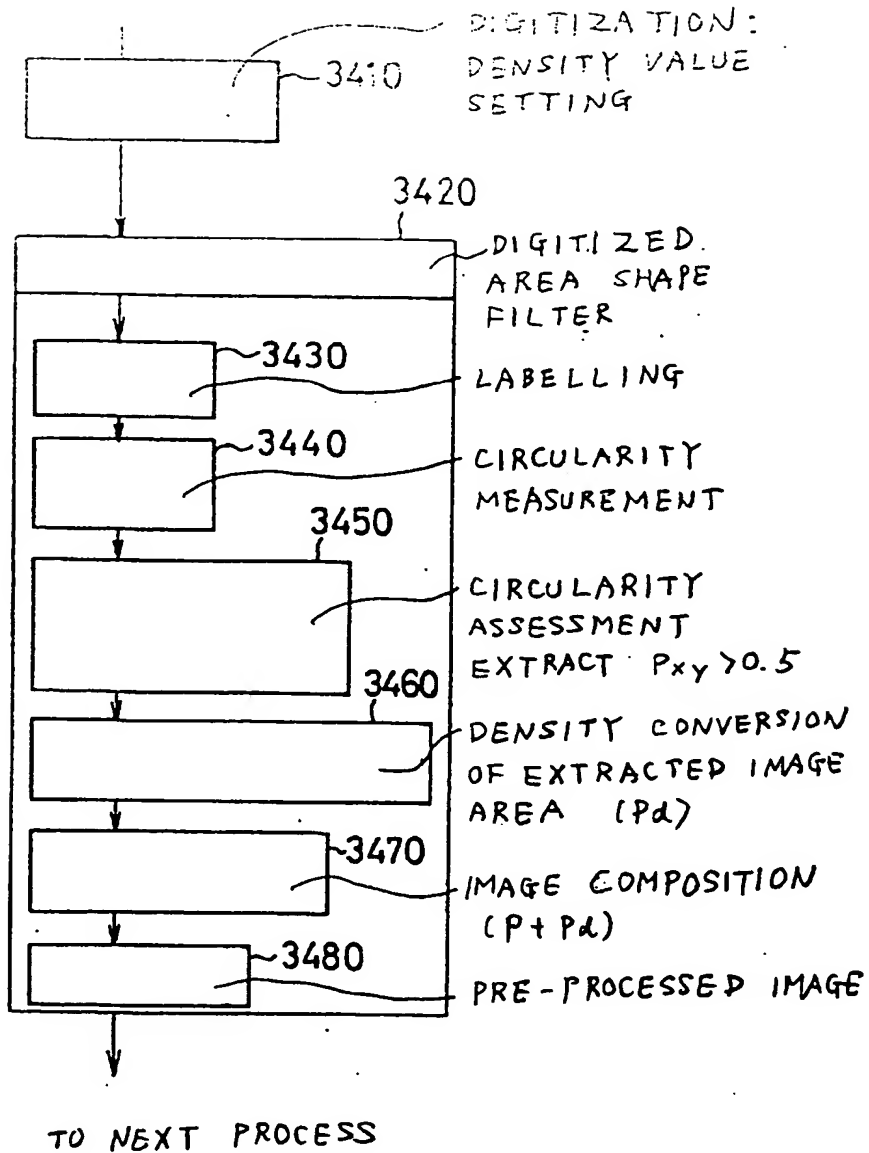 DIGITIZATION:
DENSITY VALUE
SETTING
3410
3420
DIGITIZED.
AREA SHAPE
FILTER
3430
LABELLING
3440
CIRCULARITY
MEASUREMENT
3450
CIRCULARITY
ASSESSMENT
EXTRACT Pxy>0.5
3460
DENSITY CONVERSION
OF EXTRACTED IMAGE
AREA (Pd)
3470
IMAGE COMPOSITION
(P+Pd)
3480
PRE-PROCESSED IMAGE
TO NEXT PROCESS